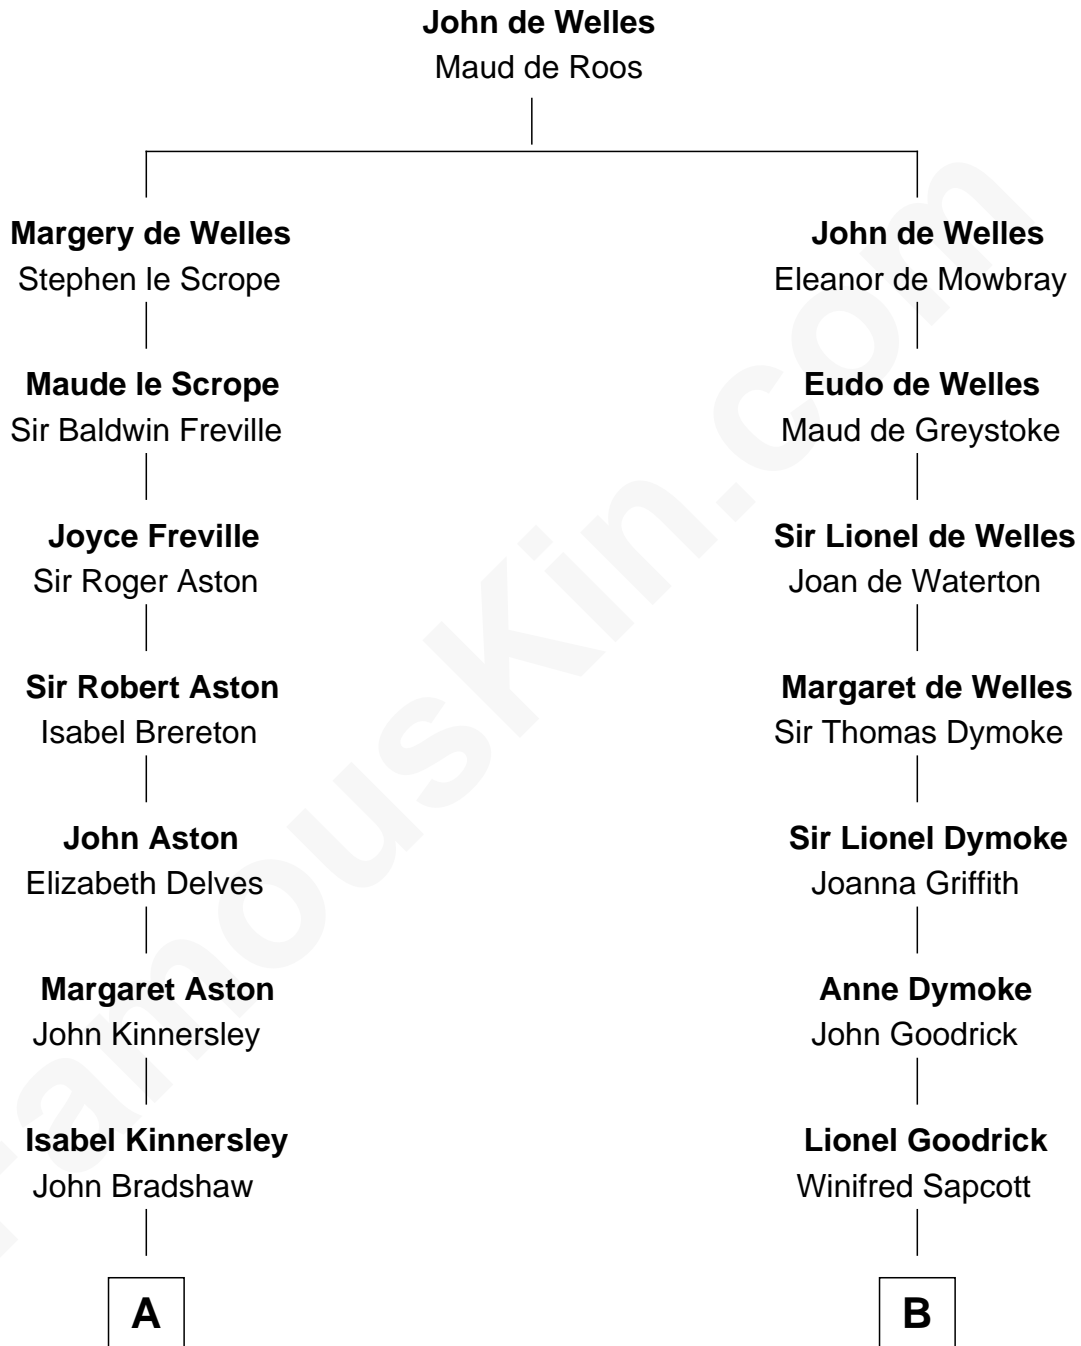 John de Welles
Maud de Roos
Margery de Welles
Stephen le Scrope
John de Welles
Eleanor de Mowbray
Maude le Scrope
Sir Baldwin Freville
Eudo de Welles
Maud de Greystoke
Joyce Freville
Sir Roger Aston
Sir Lionel de Welles
Joan de Waterton
Sir Robert Aston
Isabel Brereton
Margaret de Welles
Sir Thomas Dymoke
John Aston
Elizabeth Delves
Sir Lionel Dymoke
Joanna Griffith
Margaret Aston
John Kinnersley
Anne Dymoke
John Goodrick
Isabel Kinnersley
John Bradshaw
Lionel Goodrick
Winifred Sapcott
A
B
FamousKin.com